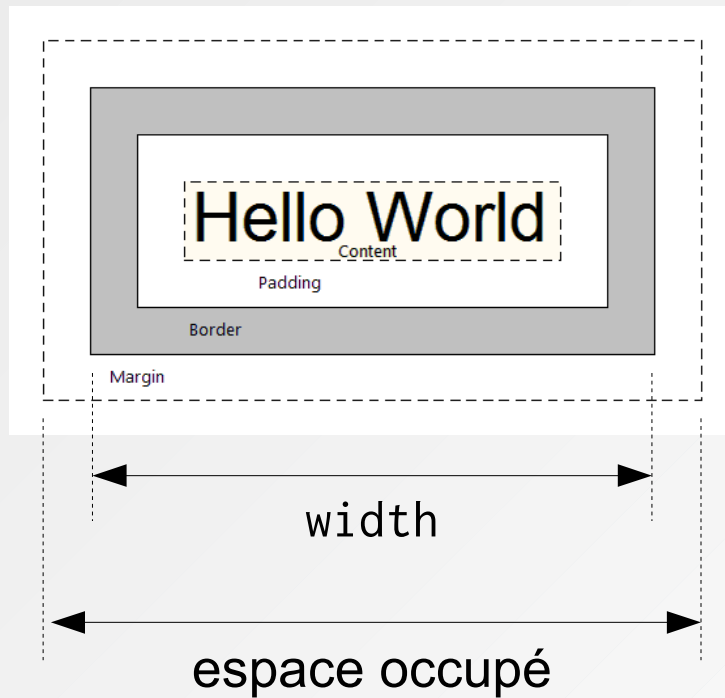 Hello World
Content
Padding
Border
Margin
width
espace occupé